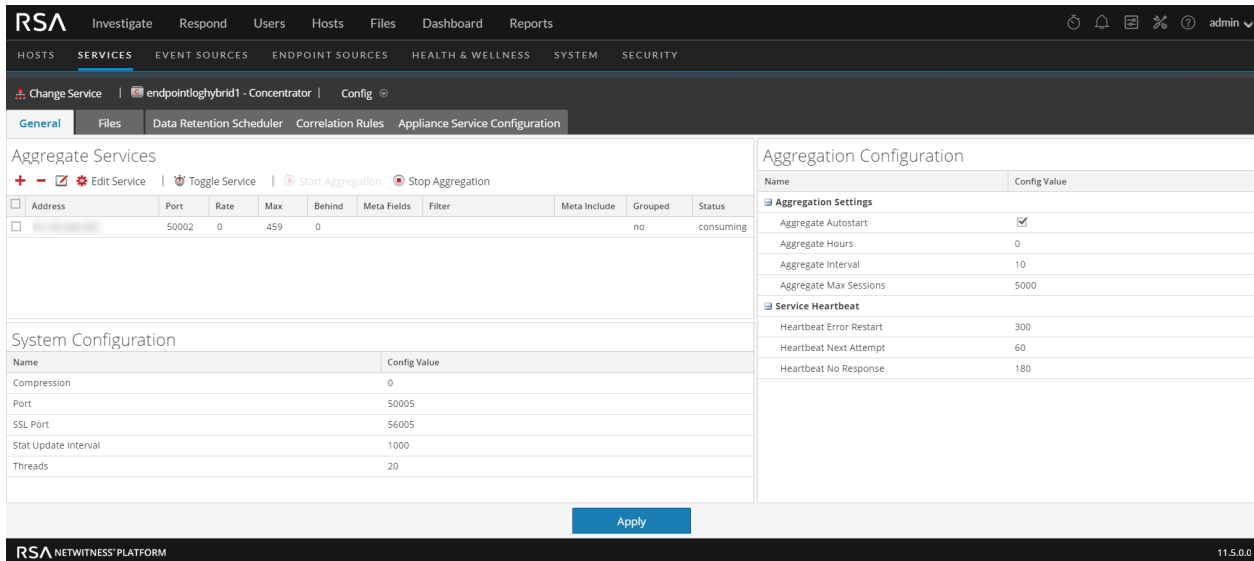 RSA Investigate Respond Users Hosts Files Dashboard Reports admin
HOSTS SERVICES EVENT SOURCES ENDPOINT SOURCES HEALTH & WELLNESS SYSTEM SECURITY
Change Service | endpointloghybrid1 - Concentrator | Config
General Files Data Retention Scheduler Correlation Rules Appliance Service Configuration
Aggregate Services
Edit Service | Toggle Service | Start Aggregation Stop Aggregation
Address Port Rate Max Behind Meta Fields Filter Meta Include Grouped Status
50002 0 459 0 no consuming
System Configuration
Name Config Value
Compression 0
Port 50005
SSL Port 56005
Stat Update Interval 1000
Threads 20
Aggregation Configuration
Name Config Value
Aggregation Settings
Aggregate Autostart
Aggregate Hours 0
Aggregate Interval 10
Aggregate Max Sessions 5000
Service Heartbeat
Heartbeat Error Restart 300
Heartbeat Next Attempt 60
Heartbeat No Response 180
Apply
RSA NETWITNESS® PLATFORM 11.5.0.0